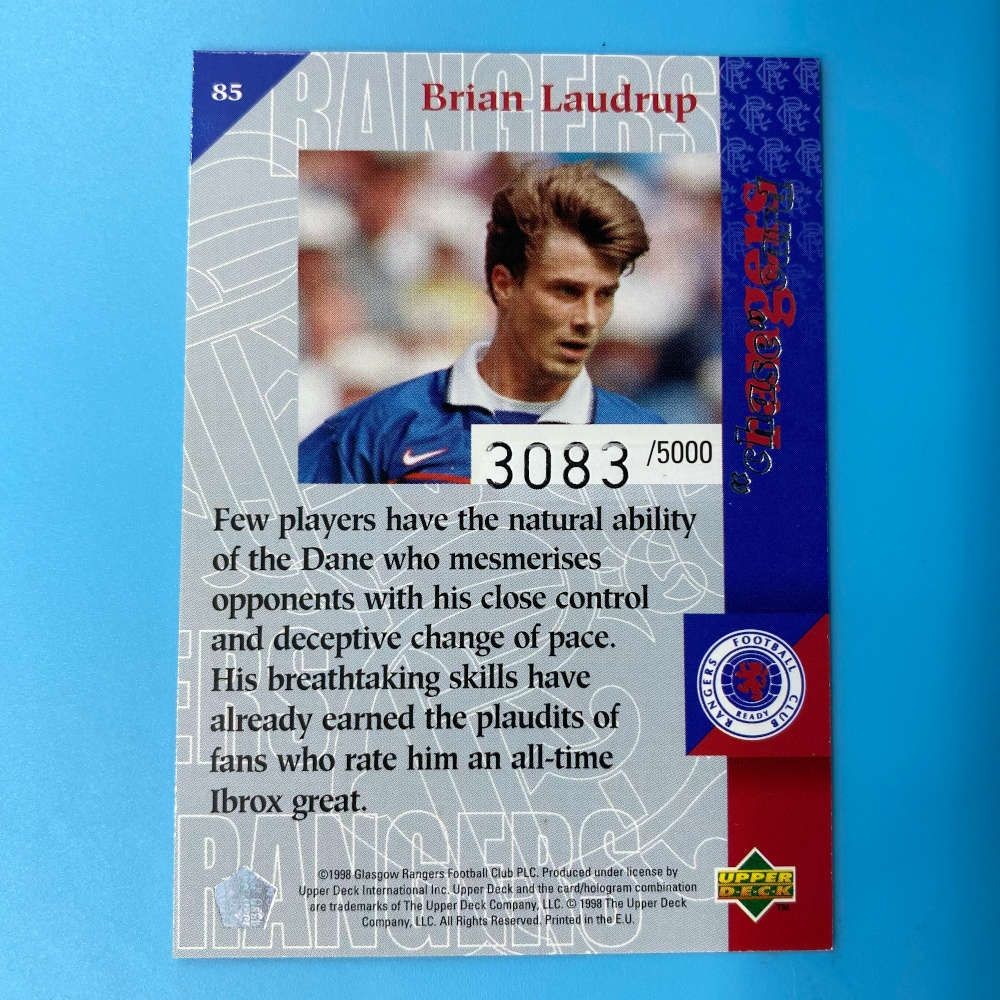 85
RANGERS
Brian Laudrup
rangers
3083 /5000
Few players have the natural ability
of the Dane who mesmerises
opponents with his close control
and deceptive change of pace.
His breathtaking skills have
already earned the plaudits of
fans who rate him an all-time
Ibrox great.
RANGERS FOOTBALL CLUB
READY
ERS
RANGERS
©1998 Glasgow Rangers Football Club PLC. Produced under license by
Upper Deck International Inc. Upper Deck and the card/hologram combination
are trademarks of The Upper Deck Company, LLC. © 1998 The Upper Deck
Company, LLC. All Rights Reserved. Printed in the E.U.
UPPER
DECK
TM